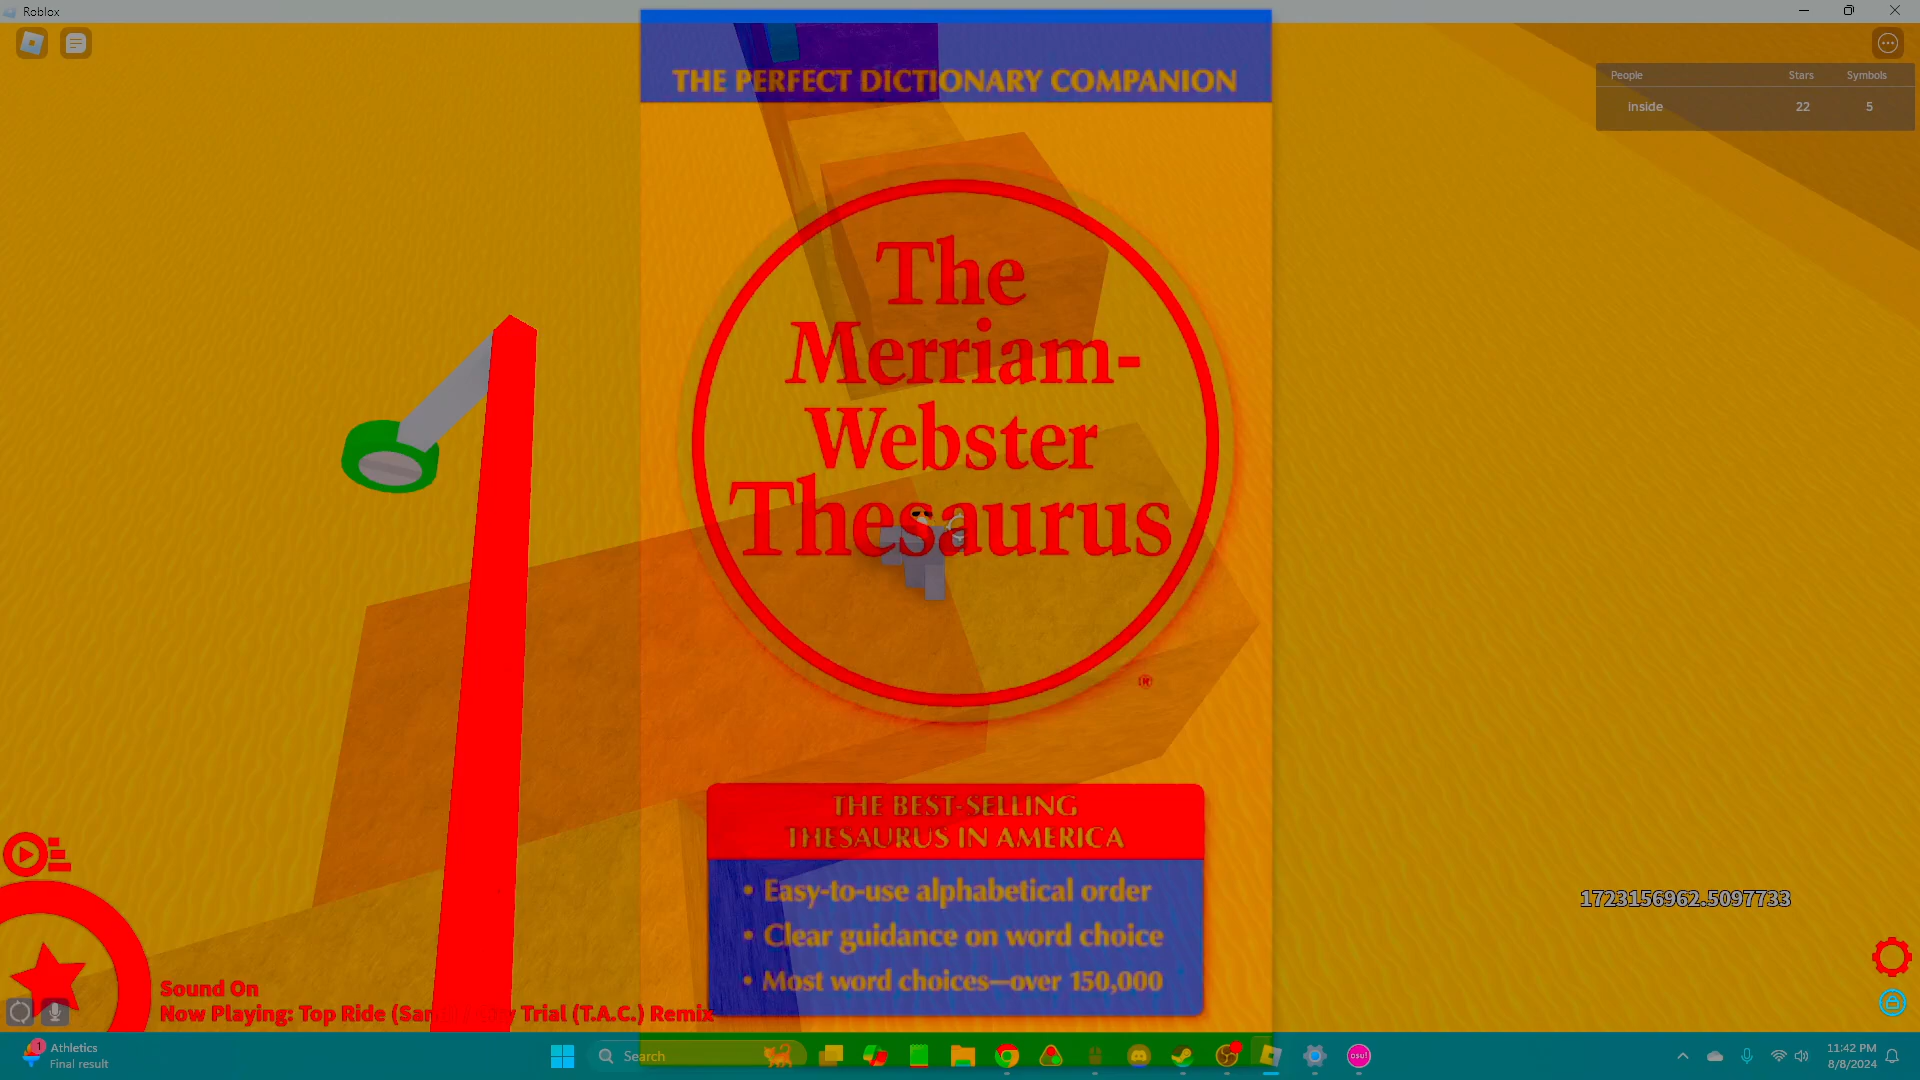 Roblox
THE PERFECT DICTIONARY COMPANION
People Stars Symbols
inside 22 5
The
Merriam-
Webster
Thesaurus
®
THE BEST-SELLING
THESAURUS IN AMERICA
• Easy-to-use alphabetical order
• Clear guidance on word choice
• Most word choices—over 150,000
1723156962.5097733
Sound On
Now Playing: Top Ride (San Trial (T.A.C.) Remix
1
Athletics
Final result
Search
osu!
11:42 PM
8/8/2024